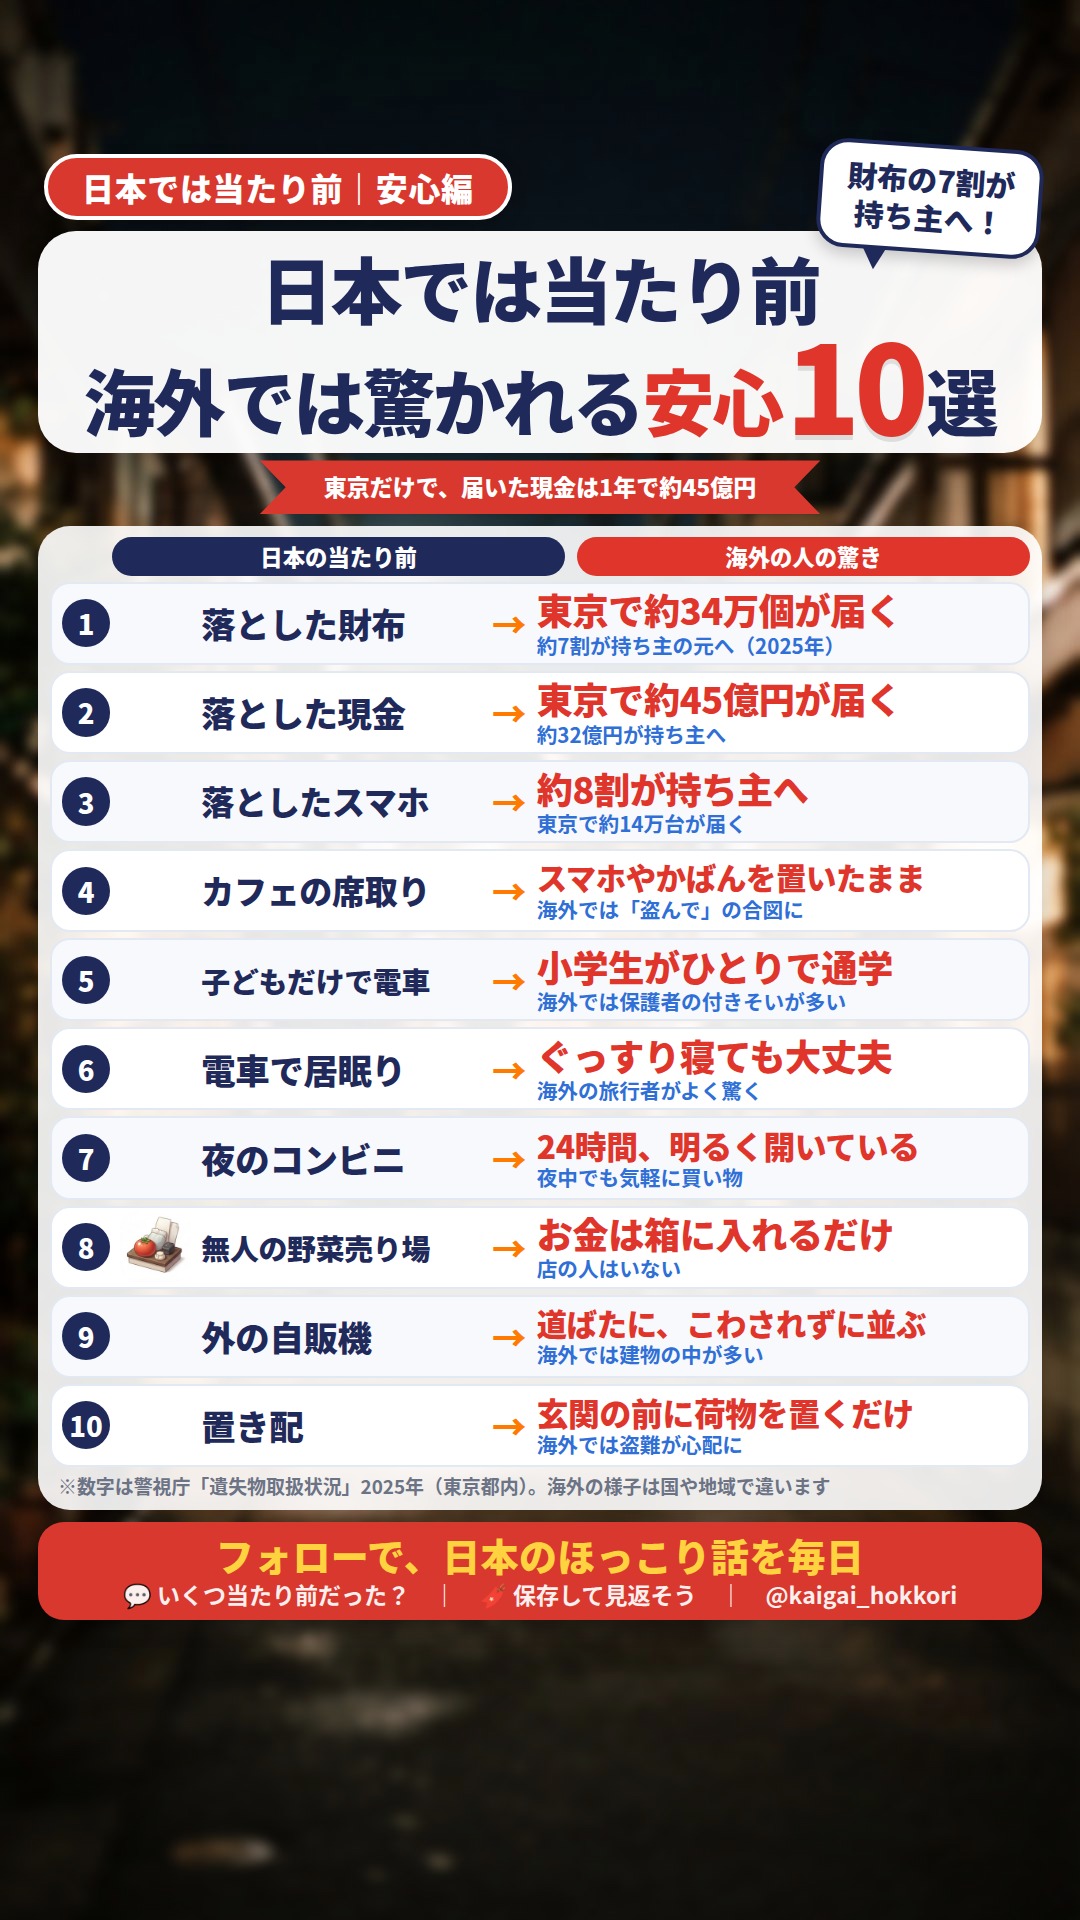 日本では当たり前｜安心編
財布の7割が
持ち主へ！
日本では当たり前
海外では驚かれる安心10選
東京だけで、届いた現金は1年で約45億円
日本の当たり前
海外の人の驚き
1 落とした財布 → 東京で約34万個が届く
約7割が持ち主の元へ（2025年）
2 落とした現金 → 東京で約45億円が届く
約32億円が持ち主へ
3 落としたスマホ → 約8割が持ち主へ
東京で約14万台が届く
4 カフェの席取り → スマホやかばんを置いたまま
海外では「盗んで」の合図に
5 子どもだけで電車 → 小学生がひとりで通学
海外では保護者の付きそいが多い
6 電車で居眠り → ぐっすり寝ても大丈夫
海外の旅行者がよく驚く
7 夜のコンビニ → 24時間、明るく開いている
夜中でも気軽に買い物
8 無人の野菜売り場 → お金は箱に入れるだけ
店の人はいない
9 外の自販機 → 道ばたに、こわされずに並ぶ
海外では建物の中が多い
10 置き配 → 玄関の前に荷物を置くだけ
海外では盗難が心配に
※数字は警視庁「遺失物取扱状況」2025年（東京都内）。海外の様子は国や地域で違います
フォローで、日本のほっこり話を毎日
💬 いくつ当たり前だった？ ｜ 🔖 保存して見返そう ｜ @kaigai_hokkori